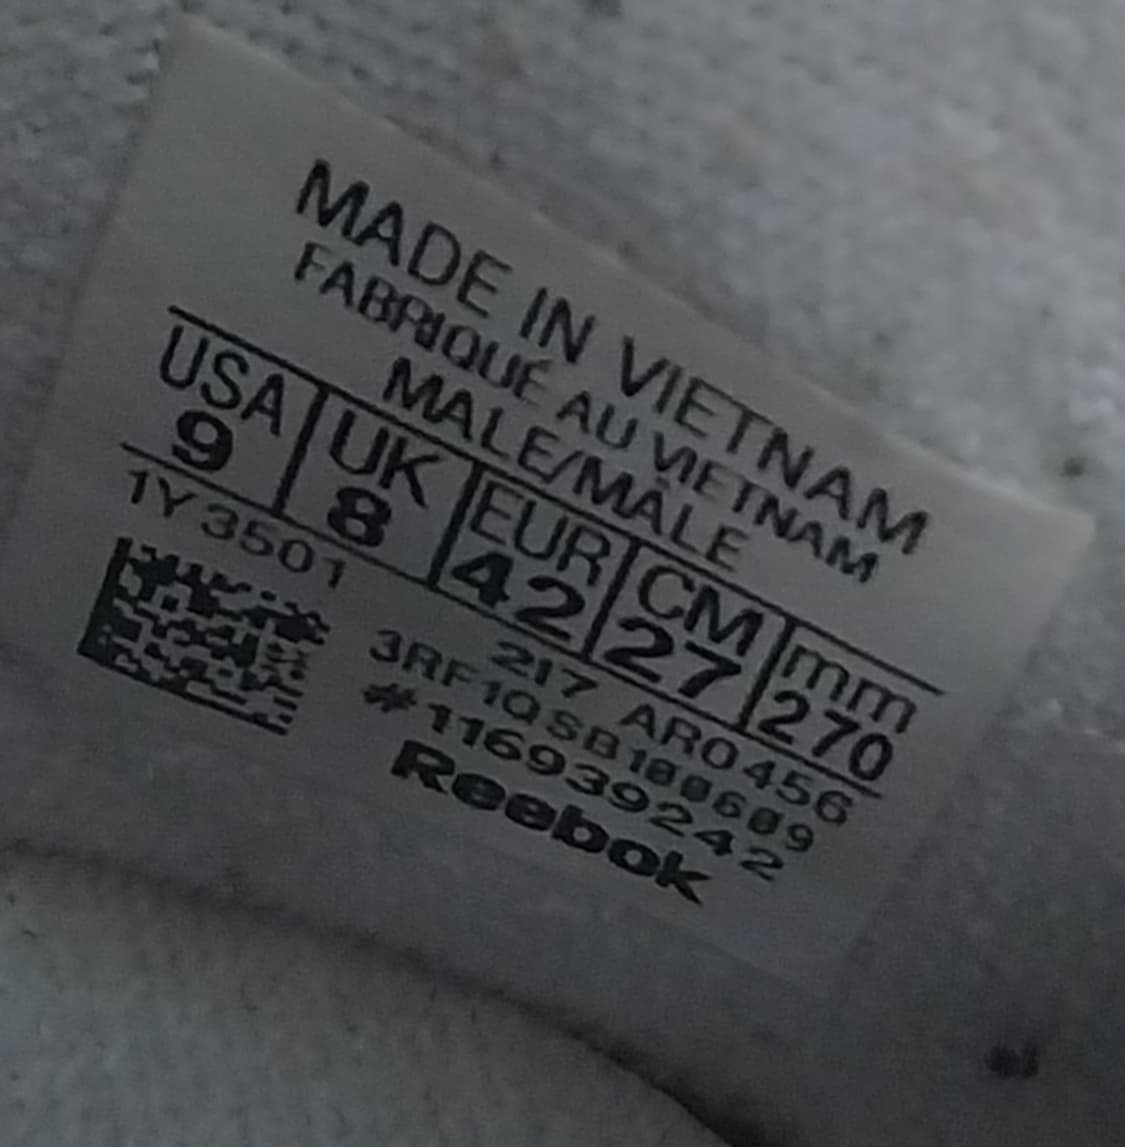 MADE IN VIETNAM
FABRIQUÉ AU VIETNAM
MALE/MÂLE
USA UK EUR CM mm
9 8 42 27 270
1Y3501 217 AR0456
3RF1QSB100609
#116939242
Reebok